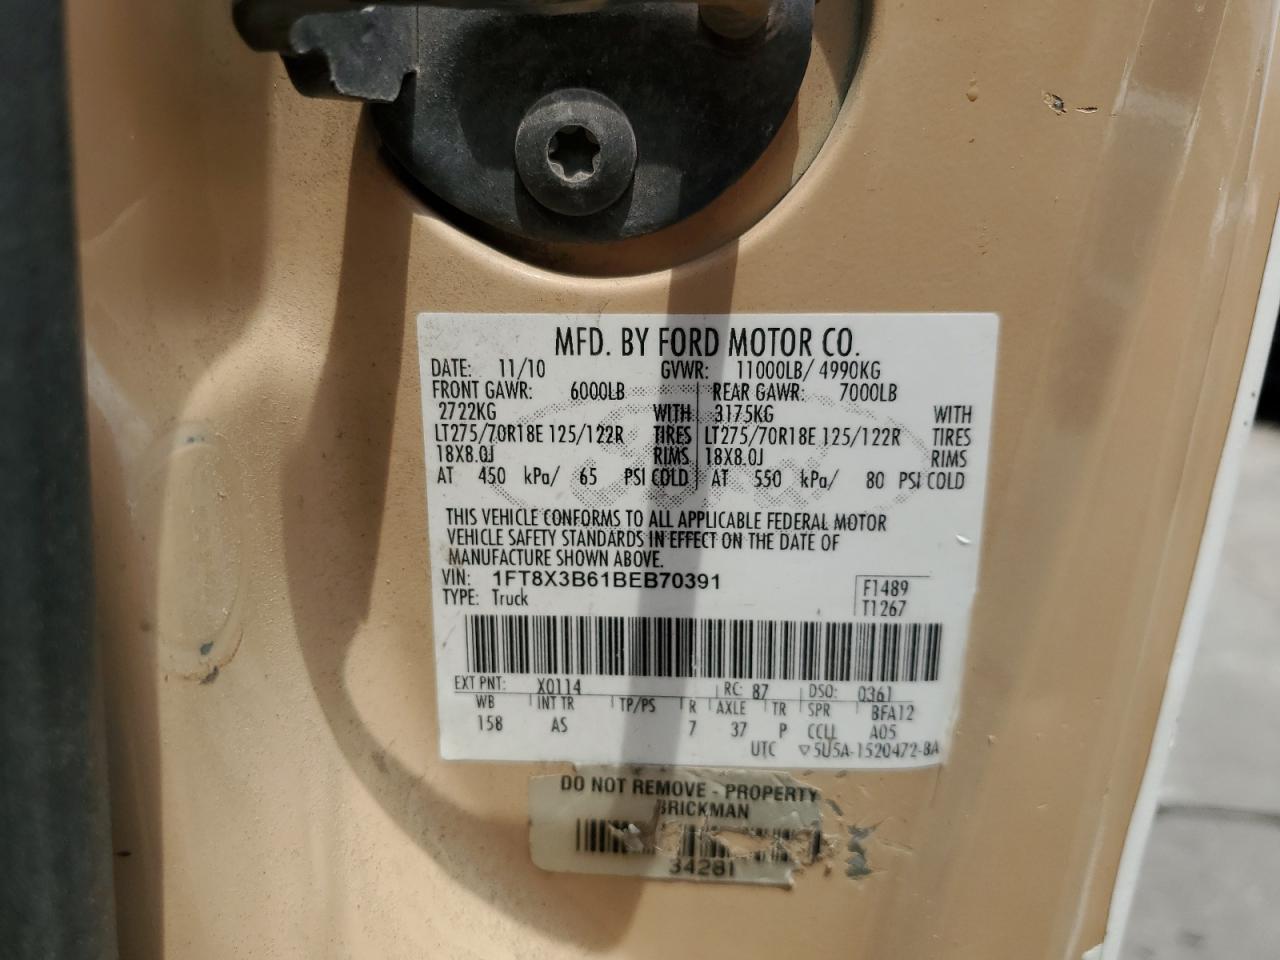 MFD. BY FORD MOTOR CO.
DATE: 11/10 GVWR: 11000LB/ 4990KG
FRONT GAWR: 6000LB REAR GAWR: 7000LB
2722KG WITH 3175KG WITH
LT275/70R18E 125/122R TIRES LT275/70R18E 125/122R TIRES
18X8.0J RIMS 18X8.0J RIMS
AT 450 kPa/ 65 PSI COLD AT 550 kPa/ 80 PSI COLD
THIS VEHICLE CONFORMS TO ALL APPLICABLE FEDERAL MOTOR
VEHICLE SAFETY STANDARDS IN EFFECT ON THE DATE OF
MANUFACTURE SHOWN ABOVE.
VIN: 1FT8X3B61BEB70391 F1489
TYPE: Truck T1267
EXT PNT: X0114 RC: 87 DSO: 0361
WB INT TR TP/PS R AXLE TR SPR BFA12
158 AS 7 37 P CCLL A05
UTC ▽5U5A-1520472-BA
DO NOT REMOVE - PROPERTY
BRICKMAN
34281